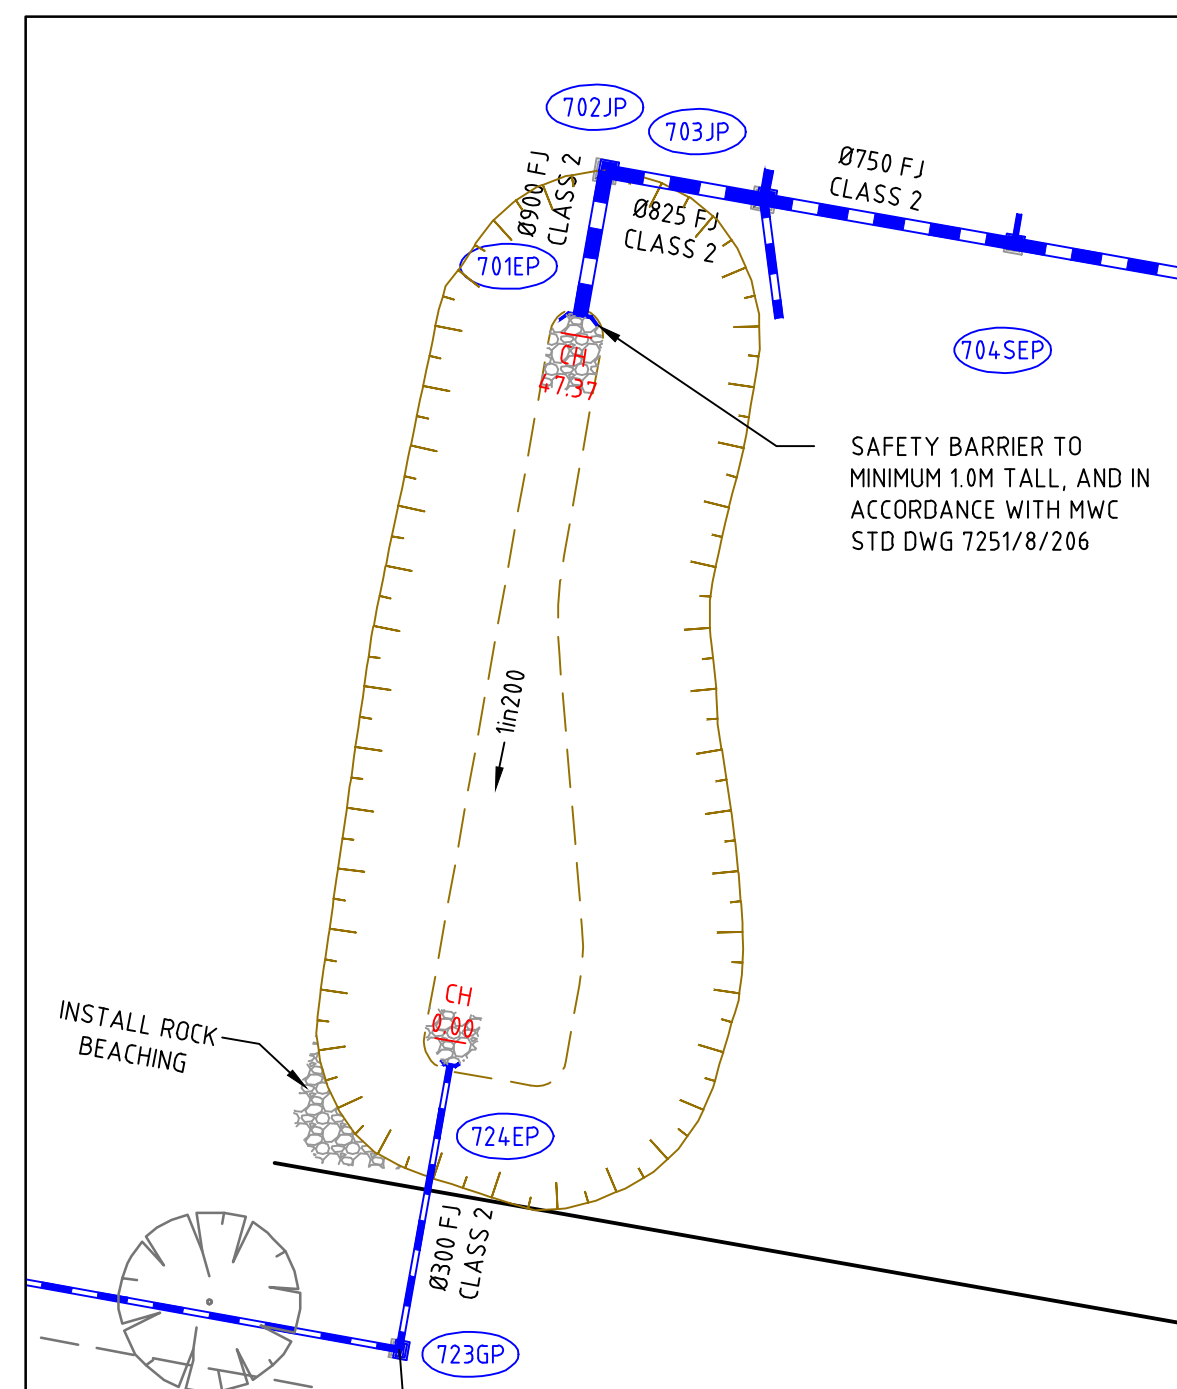 702JP
703JP
Ø750 FJ
CLASS 2
Ø900 FJ
CLASS 2
Ø825 FJ
CLASS 2
701EP
704SEP
CH
47.37
SAFETY BARRIER TO
MINIMUM 1.0M TALL, AND IN
ACCORDANCE WITH MWC
STD DWG 7251/8/206
1in200
CH
0.00
INSTALL ROCK
BEACHING
724EP
Ø300 FJ
CLASS 2
723GP